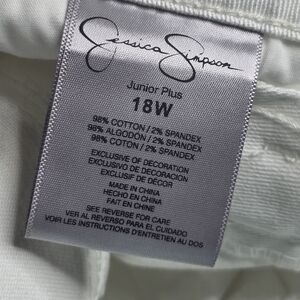 Jessica Simpson
Junior Plus
18W
98% COTTON / 2% SPANDEX
98% ALGODÓN / 2% SPANDEX
98% COTON / 2% SPANDEX
EXCLUSIVE OF DECORATION
EXCLUSIVO DE DECORACIÓN
EXCLUSIF DE DÉCOR
MADE IN CHINA
HECHO EN CHINA
FAIT EN CHINE
SEE REVERSE FOR CARE
VER AL REVERSO PARA EL CUIDADO
VOIR LES INSTRUCTIONS D'ENTRETIEN AU DOS